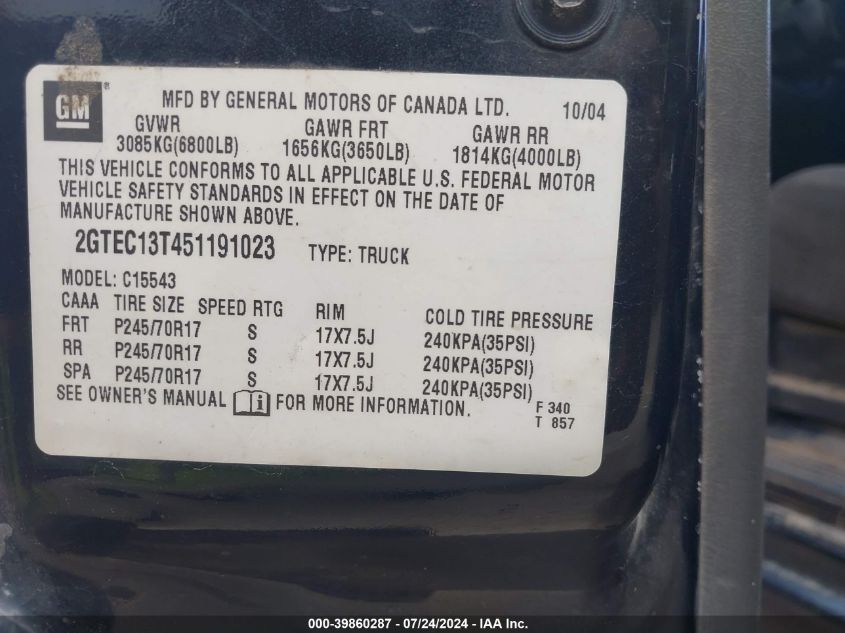 GM ®
MFD BY GENERAL MOTORS OF CANADA LTD. 10/04
GVWR GAWR FRT GAWR RR
3085KG(6800LB) 1656KG(3650LB) 1814KG(4000LB)
THIS VEHICLE CONFORMS TO ALL APPLICABLE U.S. FEDERAL MOTOR
VEHICLE SAFETY STANDARDS IN EFFECT ON THE DATE OF
MANUFACTURE SHOWN ABOVE.
2GTEC13T451191023 TYPE: TRUCK
MODEL: C15543
CAAA TIRE SIZE SPEED RTG RIM COLD TIRE PRESSURE
FRT P245/70R17 S 17X7.5J 240KPA(35PSI)
RR P245/70R17 S 17X7.5J 240KPA(35PSI)
SPA P245/70R17 S 17X7.5J 240KPA(35PSI)
SEE OWNER'S MANUAL i FOR MORE INFORMATION. F 340
T 857
000-39860287 - 07/24/2024 - IAA Inc.